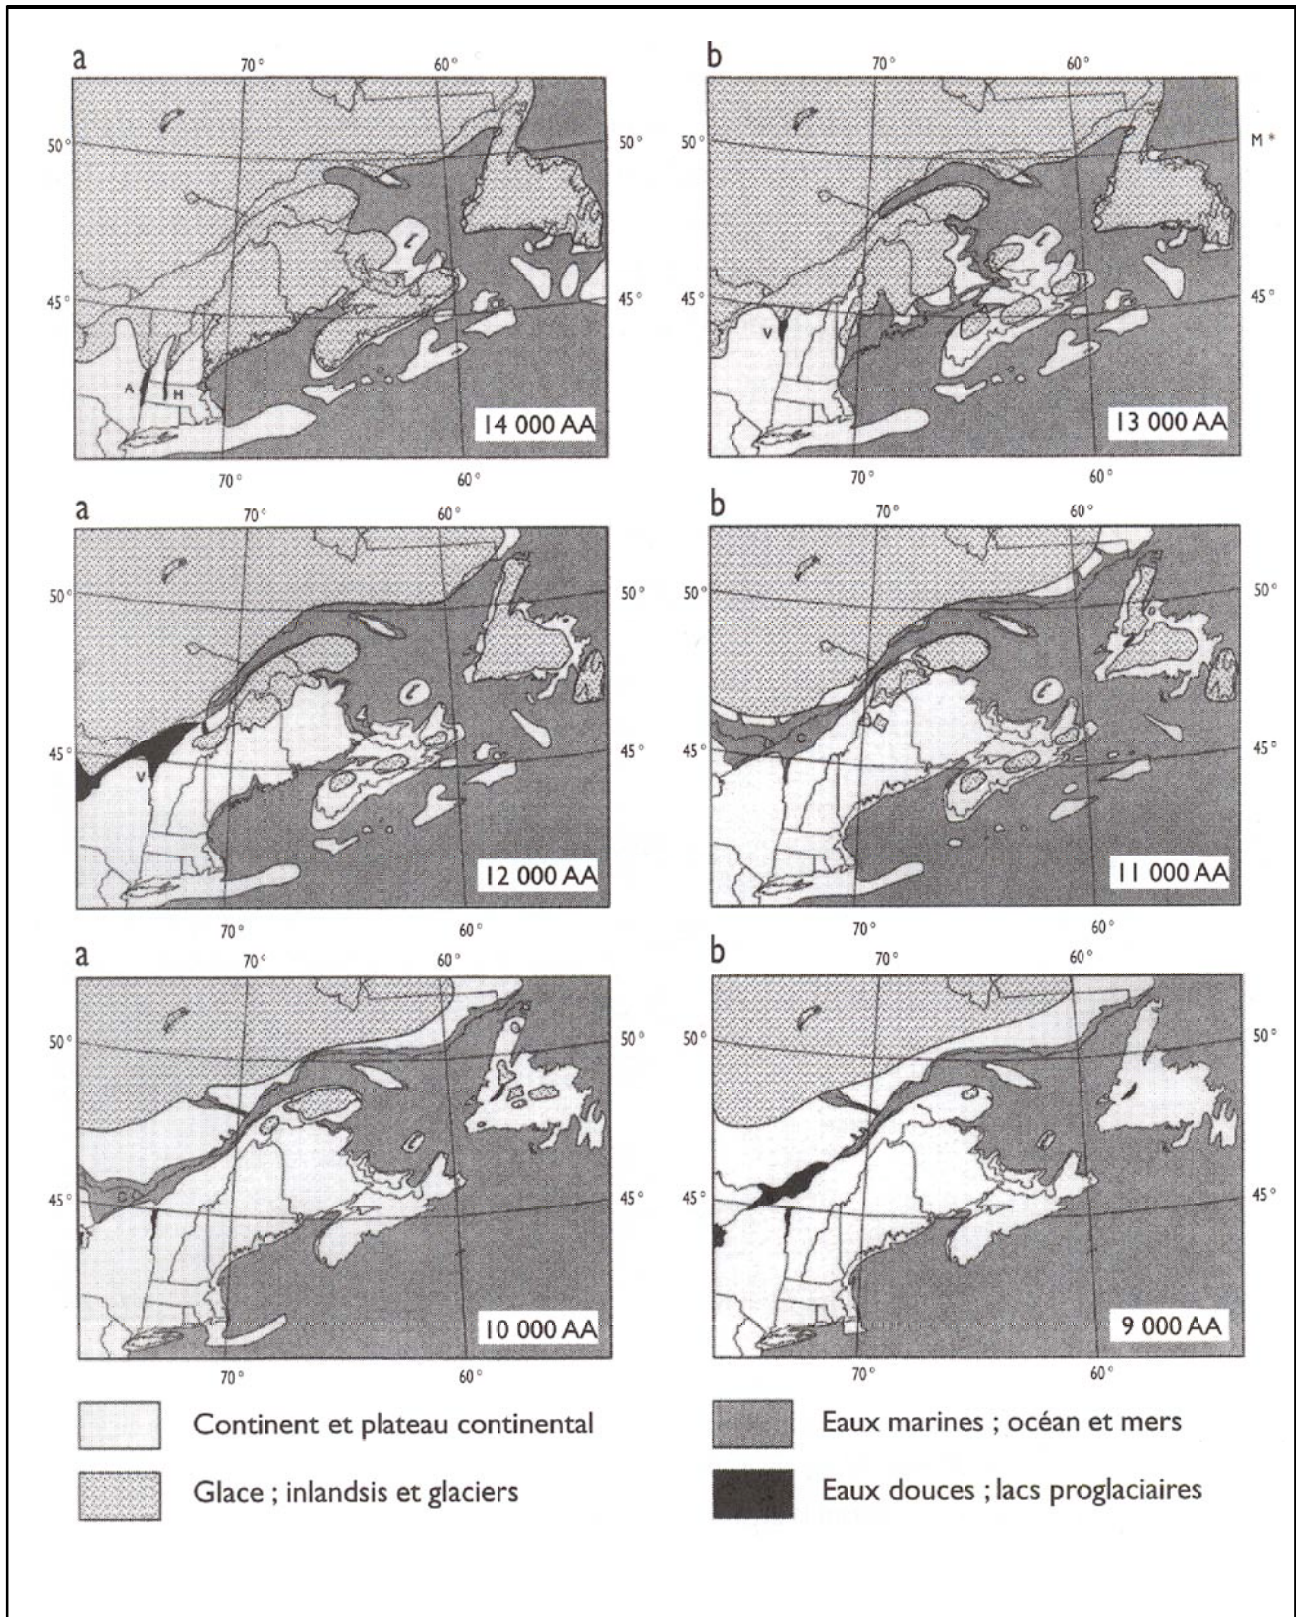 a
b
70° 60° 70° 60°
50° 50° M *
45° 45° 45° 45°
A H
V
14 000 AA
13 000 AA
70° 60° 70° 60°
a
b
70° 60° 70° 60°
50° 50° 50° 50°
45° 45° 45° 45°
V
C
12 000 AA
11 000 AA
70° 60° 70° 60°
a
b
70° 60° 70° 60°
50° 50° 50° 50°
45° 45° 45° 45°
10 000 AA
9 000 AA
70° 60° 70° 60°
Continent et plateau continental
Eaux marines ; océan et mers
Glace ; inlandsis et glaciers
Eaux douces ; lacs proglaciaires